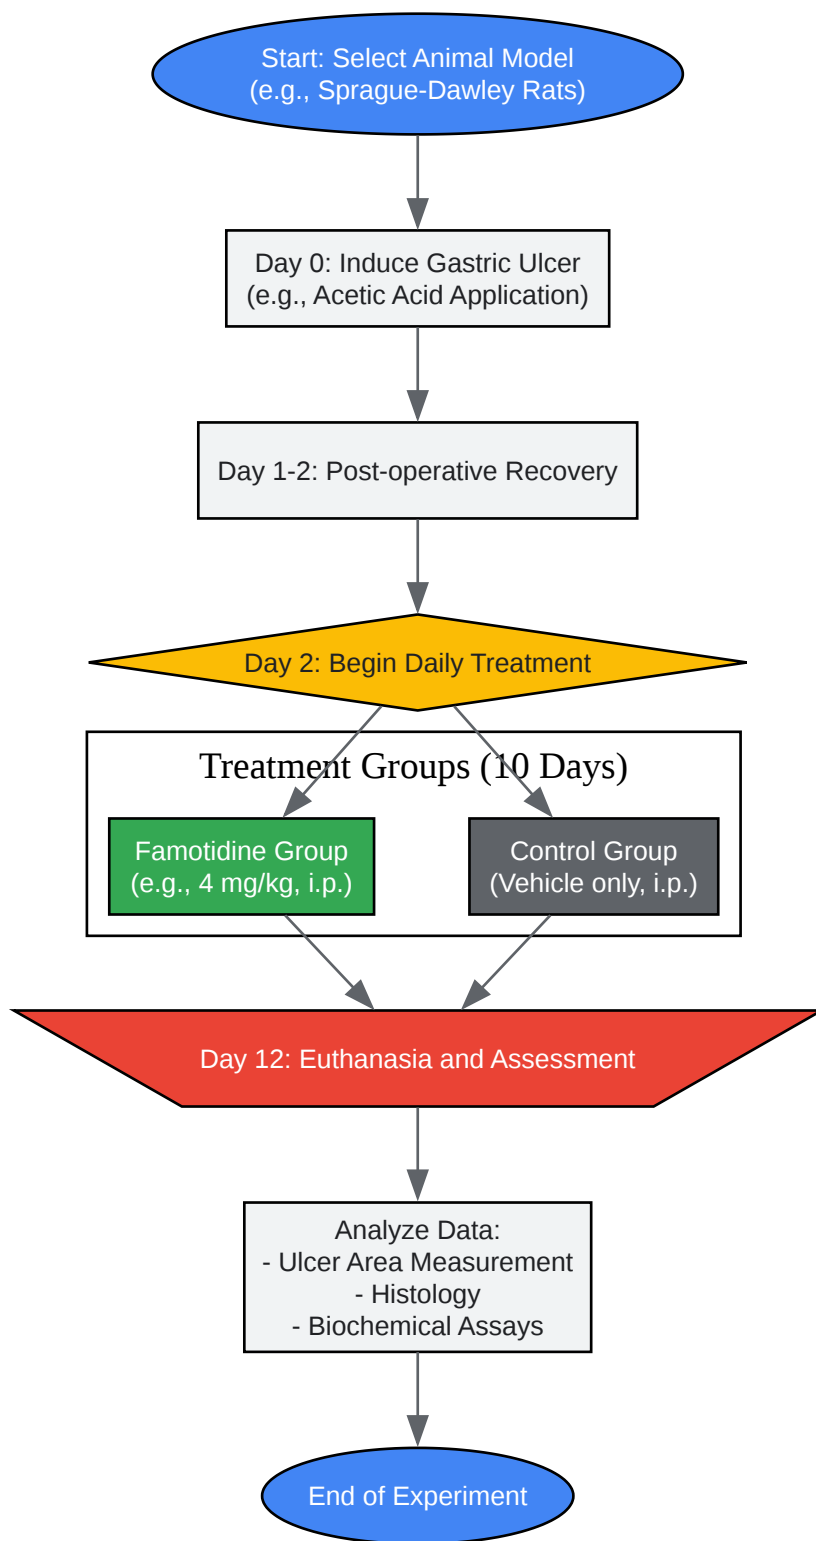 Start: Select Animal Model
(e.g., Sprague-Dawley Rats)
Day 0: Induce Gastric Ulcer
(e.g., Acetic Acid Application)
Day 1-2: Post-operative Recovery
Day 2: Begin Daily Treatment
Treatment Groups (10 Days)
Famotidine Group
(e.g., 4 mg/kg, i.p.)
Control Group
(Vehicle only, i.p.)
Day 12: Euthanasia and Assessment
Analyze Data:
- Ulcer Area Measurement
- Histology
- Biochemical Assays
End of Experiment